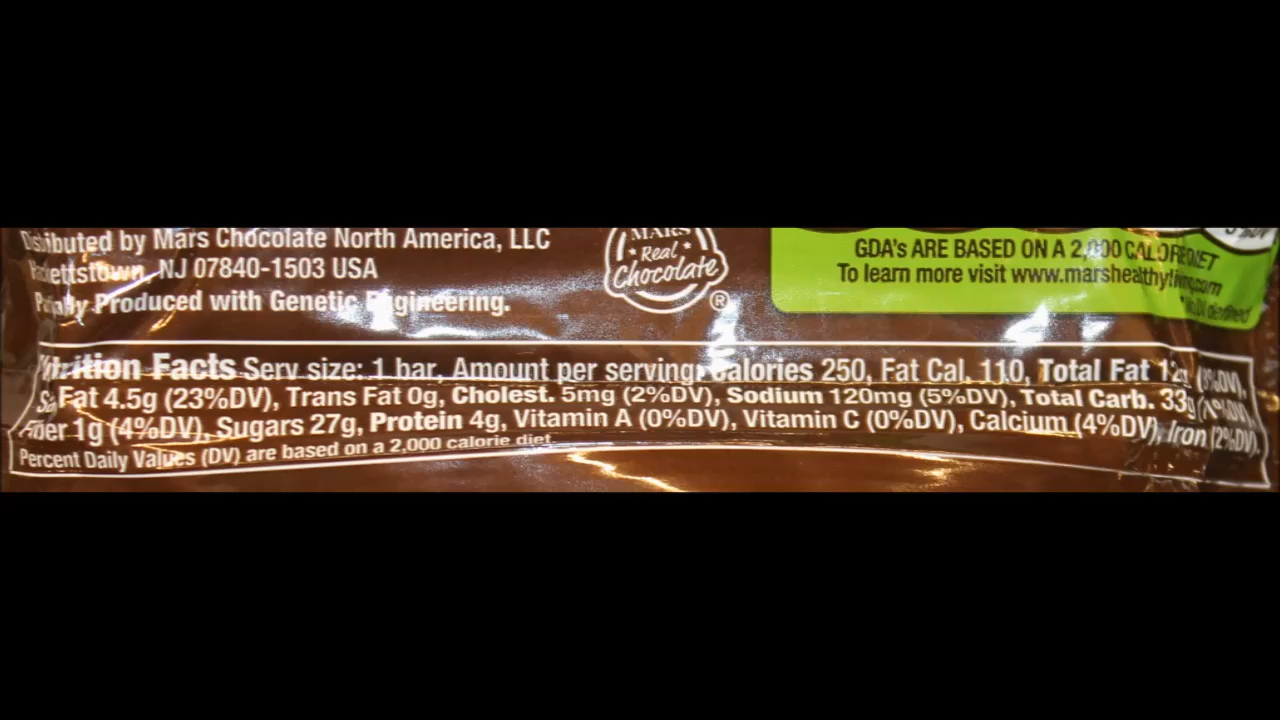 Distributed by Mars Chocolate North America, LLC
Hackettstown, NJ 07840-1503 USA
Partially Produced with Genetic Engineering.
MARS
Real
Chocolate
®
GDA's ARE BASED ON A 2,000 CALORIE DIET
To learn more visit www.marshealthyliving.com
Nutrition Facts Serv size: 1 bar, Amount per serving: Calories 250, Fat Cal. 110, Total Fat 12g
Sat. Fat 4.5g (23%DV), Trans Fat 0g, Cholest. 5mg (2%DV), Sodium 120mg (5%DV), Total Carb. 33g
Fiber 1g (4%DV), Sugars 27g, Protein 4g, Vitamin A (0%DV), Vitamin C (0%DV), Calcium (4%DV), Iron (2%DV).
Percent Daily Values (DV) are based on a 2,000 calorie diet